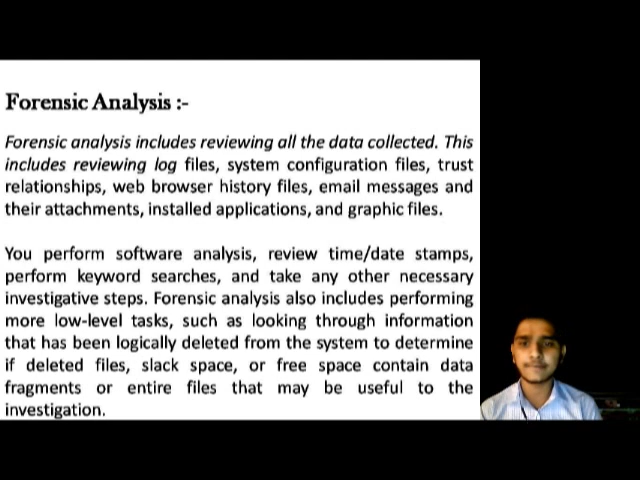 Forensic Analysis :-
Forensic analysis includes reviewing all the data collected. This
includes reviewing log files, system configuration files, trust
relationships, web browser history files, email messages and
their attachments, installed applications, and graphic files.
You perform software analysis, review time/date stamps,
perform keyword searches, and take any other necessary
investigative steps. Forensic analysis also includes performing
more low-level tasks, such as looking through information
that has been logically deleted from the system to determine
if deleted files, slack space, or free space contain data
fragments or entire files that may be useful to the
investigation.